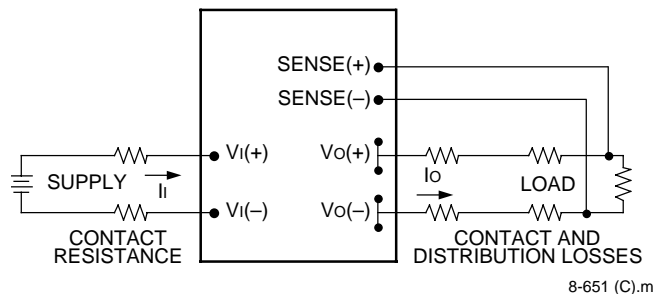 SENSE(+)
SENSE(–)
VI(+)
VO(+)
SUPPLY
II
IO
LOAD
VI(–)
VO(–)
CONTACT
RESISTANCE
CONTACT AND
DISTRIBUTION LOSSES
8-651 (C).m